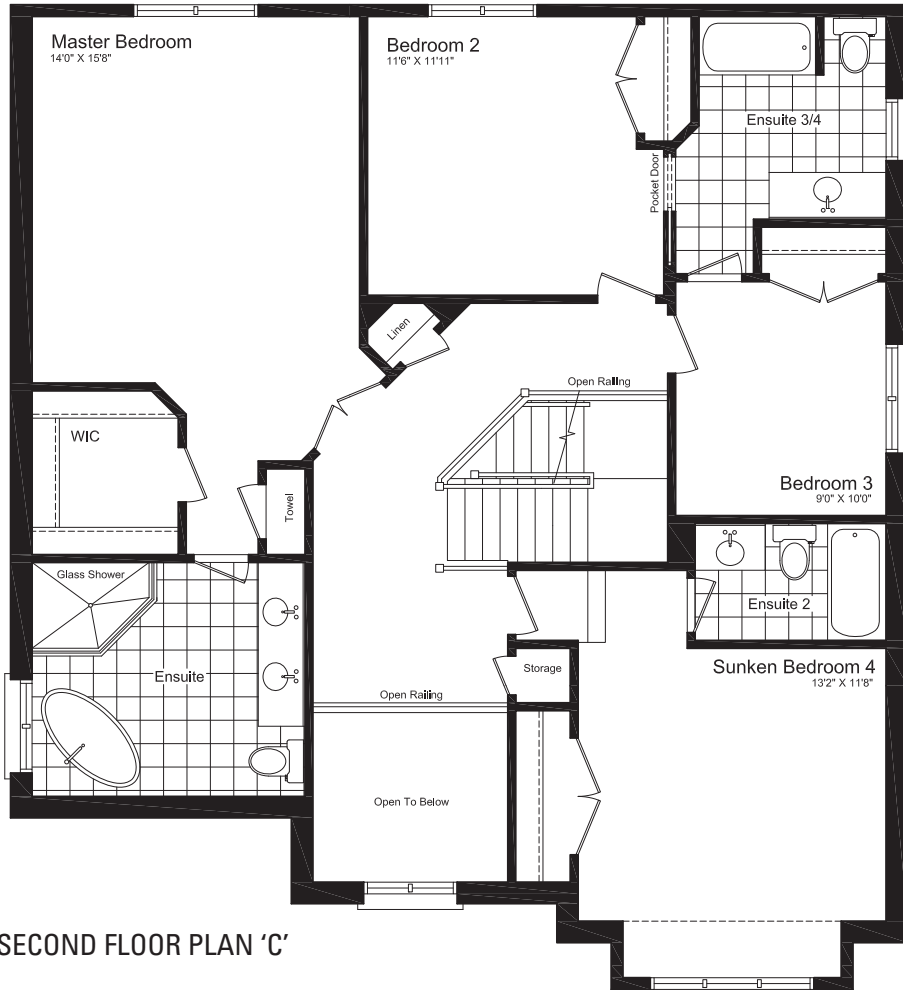 Master Bedroom
14'0" X 15'8"
Bedroom 2
11'6" X 11'11"
Ensuite 3/4
Pocket Door
Linen
Open Railing
WIC
Towel
Bedroom 3
9'0" X 10'0"
Glass Shower
Ensuite 2
Ensuite
Storage
Sunken Bedroom 4
13'2" X 11'8"
Open Railing
Open To Below
SECOND FLOOR PLAN ‘C’